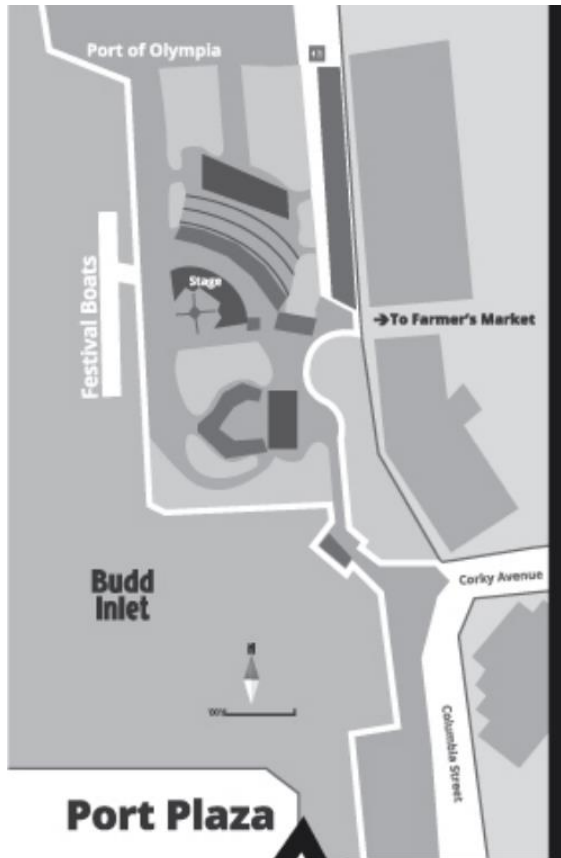 Port of Olympia
Stage
Festival Boats
➔To Farmer's Market
Budd
Inlet
Corky Avenue
N
Columbia Street
Port Plaza